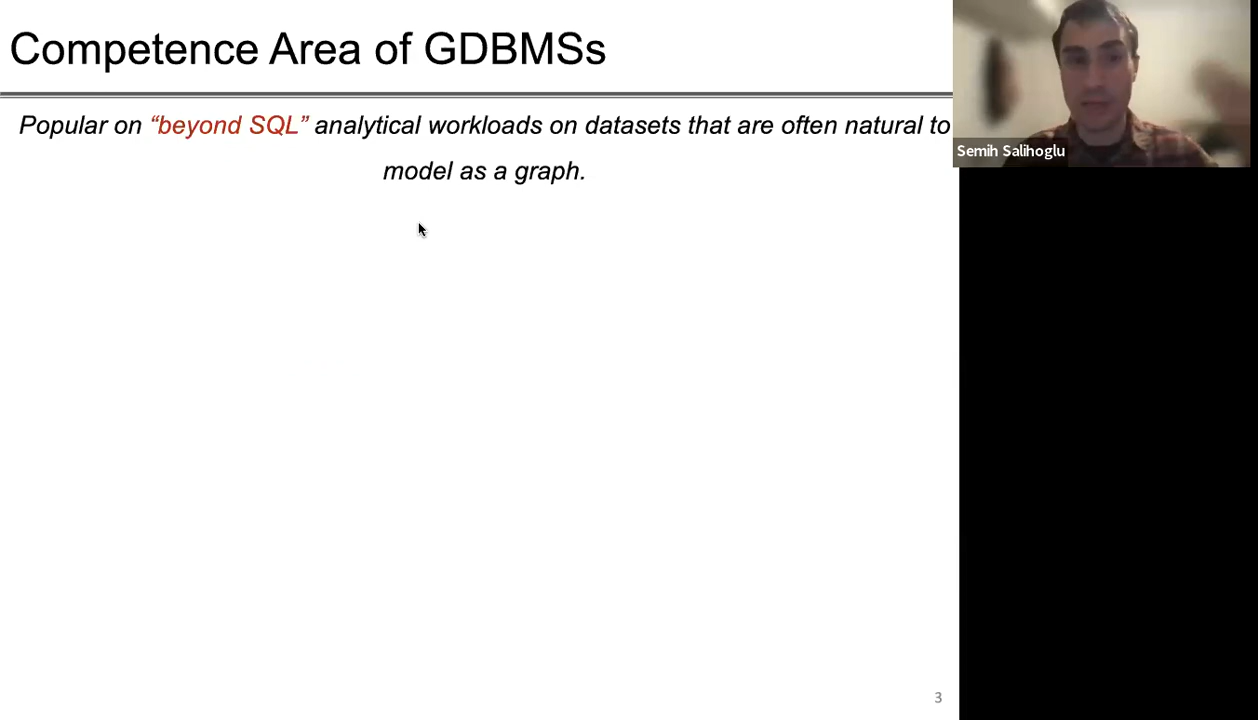 Competence Area of GDBMSs
Popular on “beyond SQL” analytical workloads on datasets that are often natural to
model as a graph.
Semih Salihoglu
3